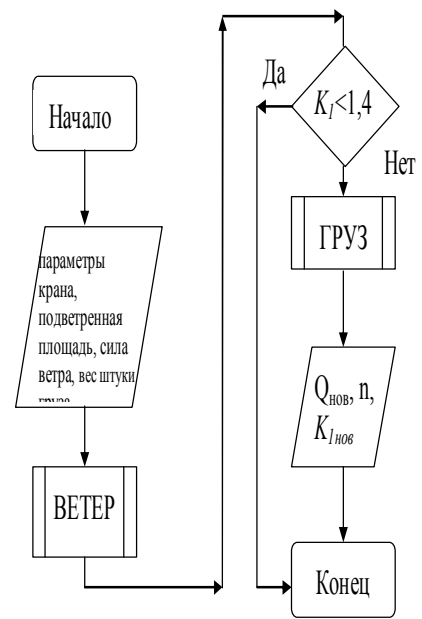 Начало
параметры
крана,
подветренная
площадь, сила
ветра, вес штуки
ВЕТЕР
Да
K1<1,4
Нет
ГРУЗ
Qнов, n,
K1нов
Конец